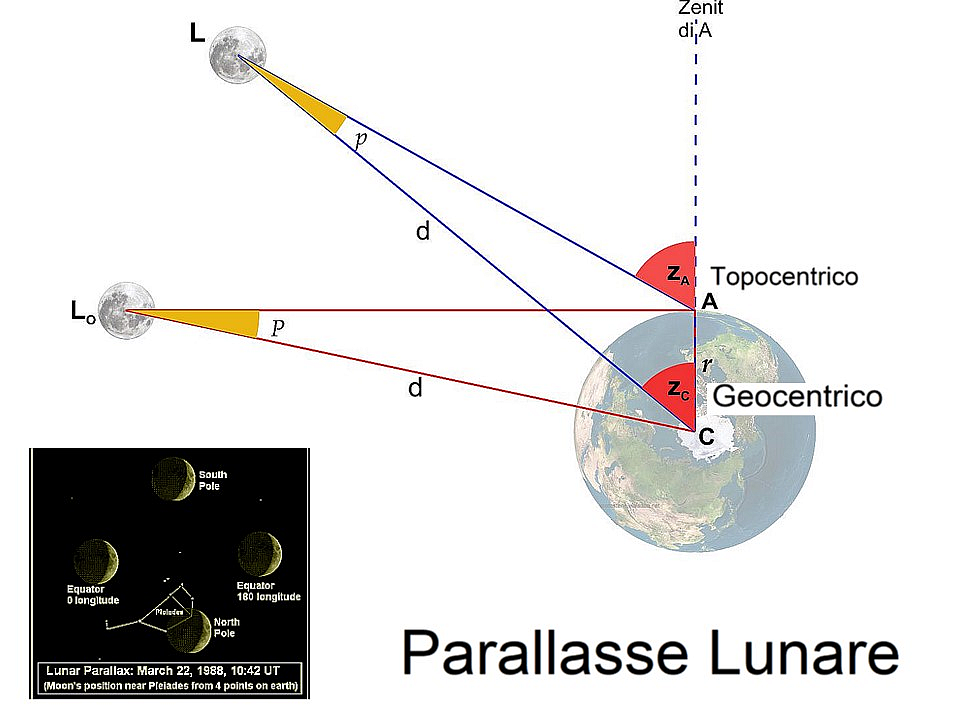 Zenit
di A
L
p
d
z_A
Topocentrico
A
L_o
P
r
d
z_C
Geocentrico
C
South
Pole
Equator
0 longitude
Equator
180 longitude
Pleiades
North
Pole
Lunar Parallax: March 22, 1988, 10:42 UT
(Moon's position near Pleiades from 4 points on earth)
Parallasse Lunare